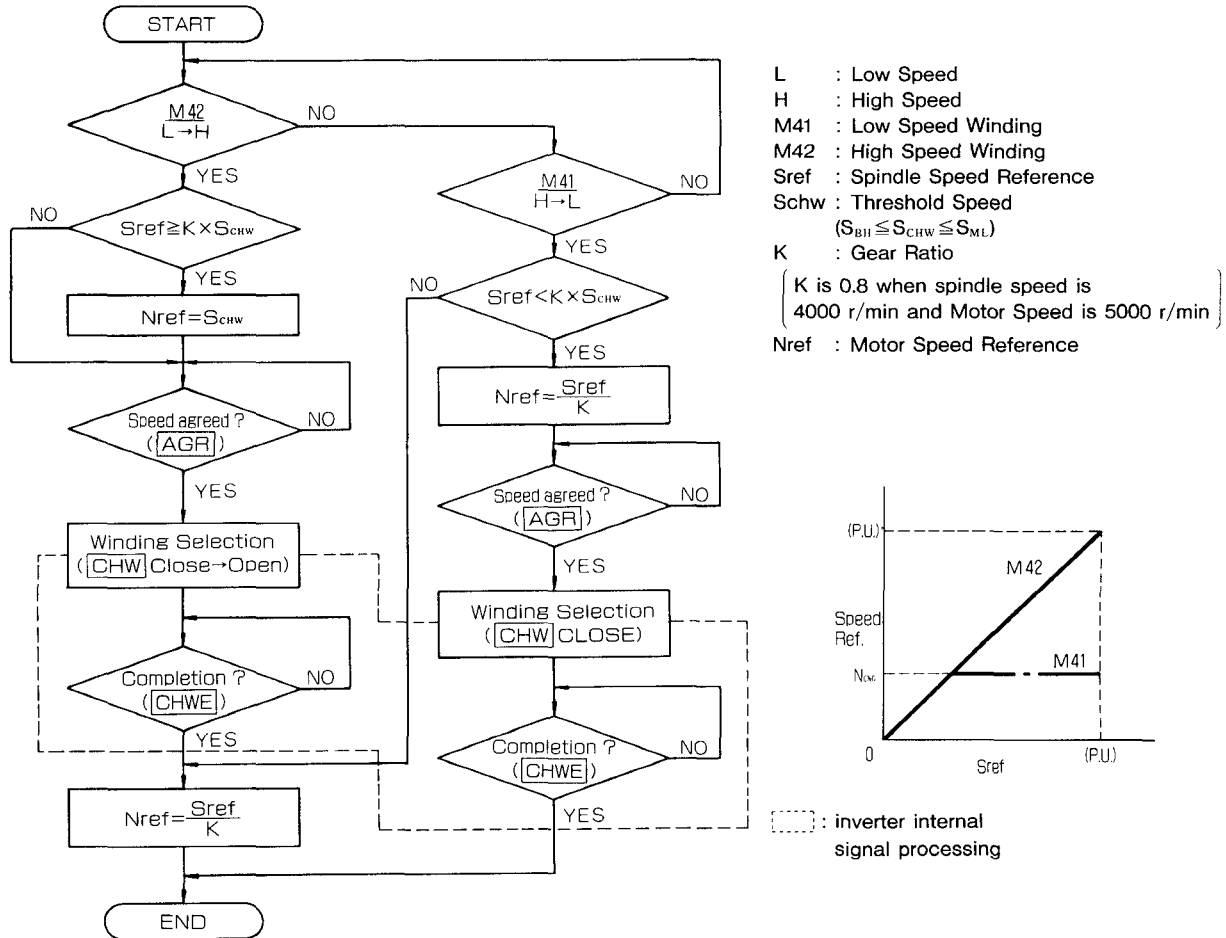 START
M42
L→H
NO
YES
Sref≧K×SCHW
NO
YES
Nref=SCHW
Speed agreed ?
(AGR)
NO
YES
Winding Selection
(CHW Close→Open)
Completion ?
(CHWE)
NO
YES
Nref=Sref
K
END
M41
H→L
NO
YES
Sref<K×SCHW
NO
YES
Nref=Sref
K
Speed agreed ?
(AGR)
NO
YES
Winding Selection
(CHW CLOSE)
Completion ?
(CHWE)
NO
YES
L : Low Speed
H : High Speed
M41 : Low Speed Winding
M42 : High Speed Winding
Sref : Spindle Speed Reference
Schw : Threshold Speed
(SBH≦SCHW≦SML)
K : Gear Ratio
K is 0.8 when spindle speed is
4000 r/min and Motor Speed is 5000 r/min
Nref : Motor Speed Reference
(P.U.)
M42
Speed
Ref.
M41
NCHG
0
Sref
(P.U.)
: inverter internal
signal processing